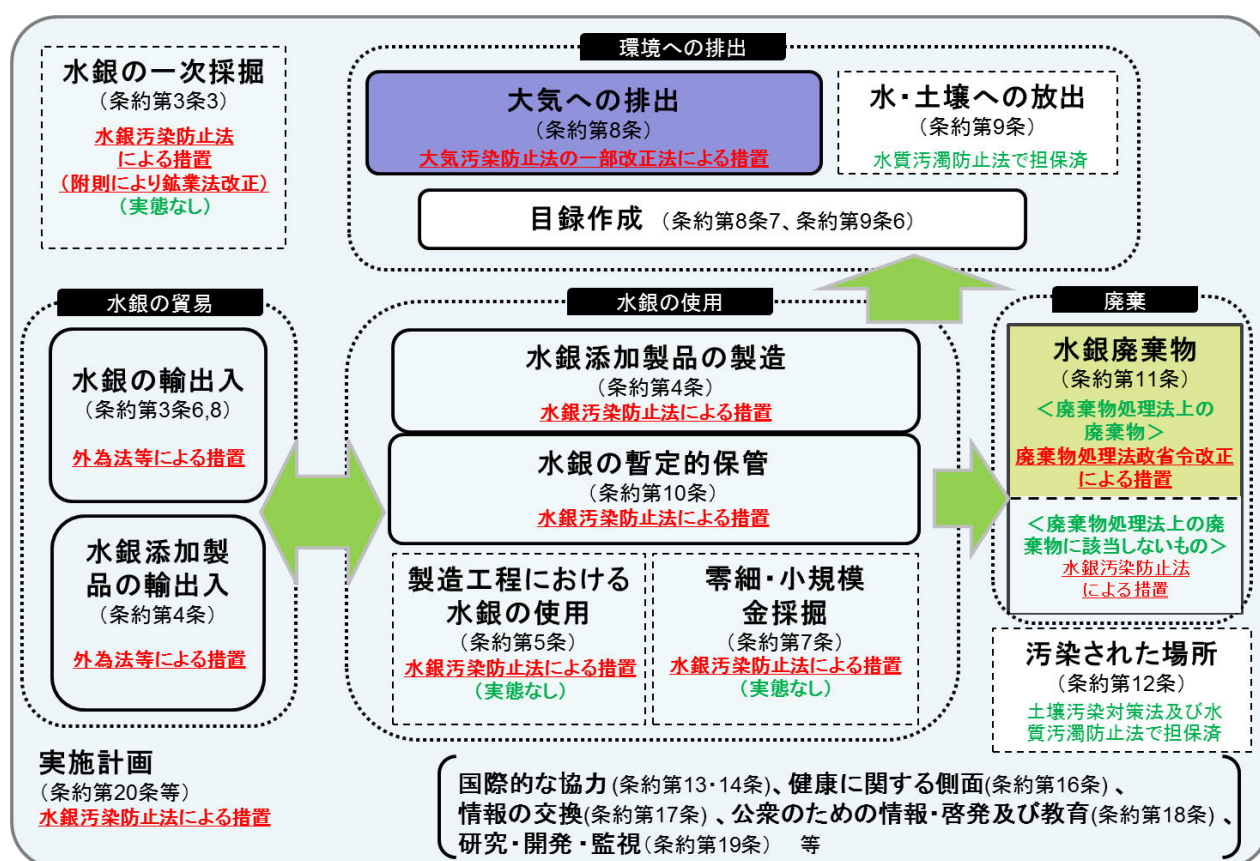 水銀の一次採掘
(条約第3条3)
水銀汚染防止法
による措置
(附則により鉱業法改正)
(実態なし)
環境への排出
大気への排出
(条約第8条)
大気汚染防止法の一部改正法による措置
水・土壌への放出
(条約第9条)
水質汚濁防止法で担保済
目録作成 (条約第8条7、条約第9条6)
水銀の貿易
水銀の輸出入
(条約第3条6,8)
外為法等による措置
水銀添加製
品の輸出入
(条約第4条)
外為法等による措置
水銀の使用
水銀添加製品の製造
(条約第4条)
水銀汚染防止法による措置
水銀の暫定的保管
(条約第10条)
水銀汚染防止法による措置
製造工程における
水銀の使用
(条約第5条)
水銀汚染防止法による措置
(実態なし)
零細・小規模
金採掘
(条約第7条)
水銀汚染防止法による措置
(実態なし)
廃棄
水銀廃棄物
(条約第11条)
<廃棄物処理法上の
廃棄物>
廃棄物処理法政省令改正
による措置
<廃棄物処理法上の廃
棄物に該当しないもの>
水銀汚染防止法
による措置
汚染された場所
(条約第12条)
土壌汚染対策法及び水
質汚濁防止法で担保済
実施計画
(条約第20条等)
水銀汚染防止法による措置
国際的な協力(条約第13・14条)、健康に関する側面(条約第16条)、
情報の交換(条約第17条)、公衆のための情報・啓発及び教育(条約第18条)、
研究・開発・監視(条約第19条) 等